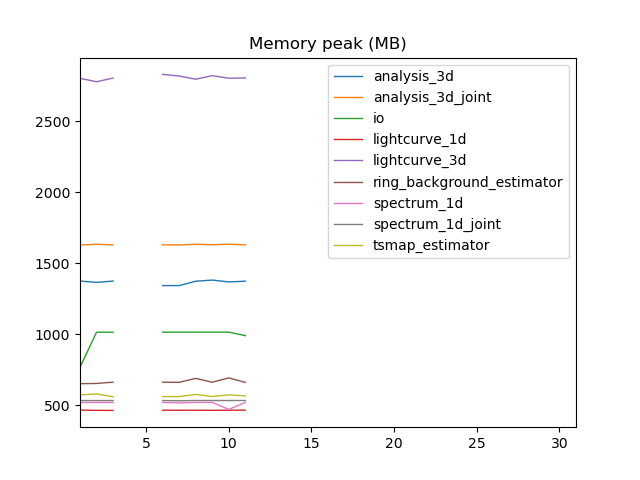 Memory peak (MB)
analysis_3d
analysis_3d_joint
io
lightcurve_1d
lightcurve_3d
ring_background_estimator
spectrum_1d
spectrum_1d_joint
tsmap_estimator
2500
2000
1500
1000
500
5 10 15 20 25 30